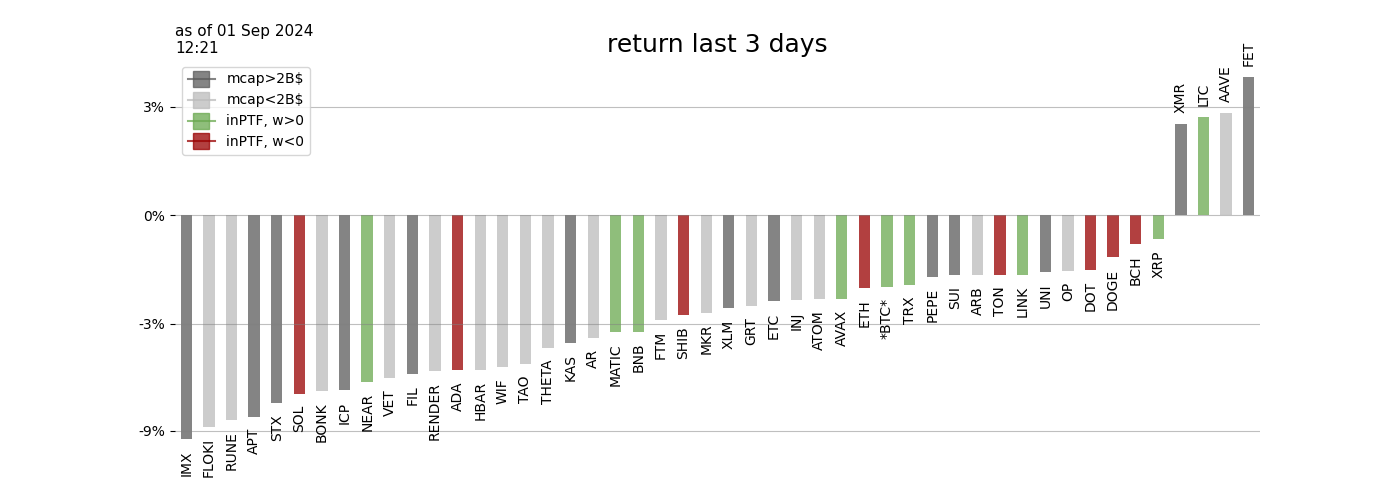 as of 01 Sep 2024
12:21
return last 3 days
mcap>2B$
mcap<2B$
inPTF, w>0
inPTF, w<0
3%
0%
-3%
-9%
IMX
FLOKI
RUNE
APT
STX
SOL
BONK
ICP
NEAR
VET
FIL
RENDER
ADA
HBAR
WIF
TAO
THETA
KAS
AR
MATIC
BNB
FTM
SHIB
MKR
XLM
GRT
ETC
INJ
ATOM
AVAX
ETH
*BTC*
TRX
PEPE
SUI
ARB
TON
LINK
UNI
OP
DOT
DOGE
BCH
XRP
XMR
LTC
AAVE
FET